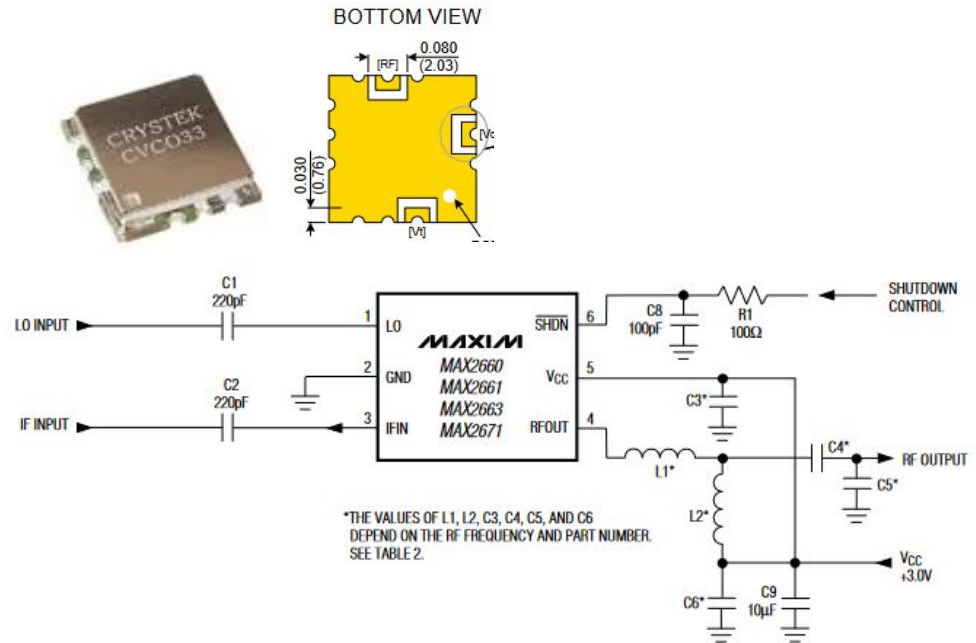 BOTTOM VIEW
CRYSTEK
CVCO33
0.080
(2.03)
[RF]
0.030
(0.76)
[Vt]
C1
220pF
LO INPUT
1
LO
C2
220pF
2
GND
IF INPUT
3
IFIN
MAXIM
MAX2660
MAX2661
MAX2663
MAX2671
SHDN
6
VCC
5
RFOUT
4
C8
100pF
R1
100Ω
SHUTDOWN
CONTROL
C3*
L1*
C4*
RF OUTPUT
C5*
L2*
*THE VALUES OF L1, L2, C3, C4, C5, AND C6
DEPEND ON THE RF FREQUENCY AND PART NUMBER.
SEE TABLE 2.
VCC
+3.0V
C6*
C9
10µF